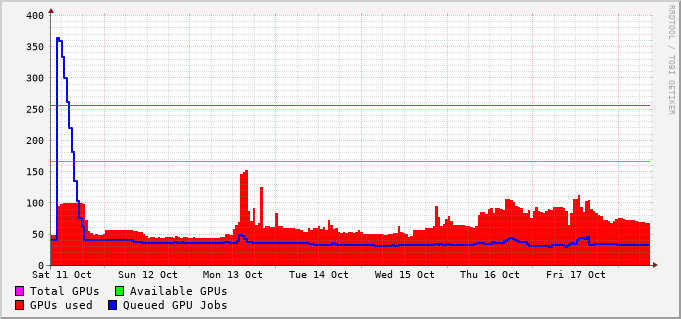 400
350
300
250
200
150
100
50
0
Sat 11 Oct Sun 12 Oct Mon 13 Oct Tue 14 Oct Wed 15 Oct Thu 16 Oct Fri 17 Oct
Total GPUs Available GPUs
GPUs used Queued GPU Jobs
RRDTOOL / TOBI OETIKER